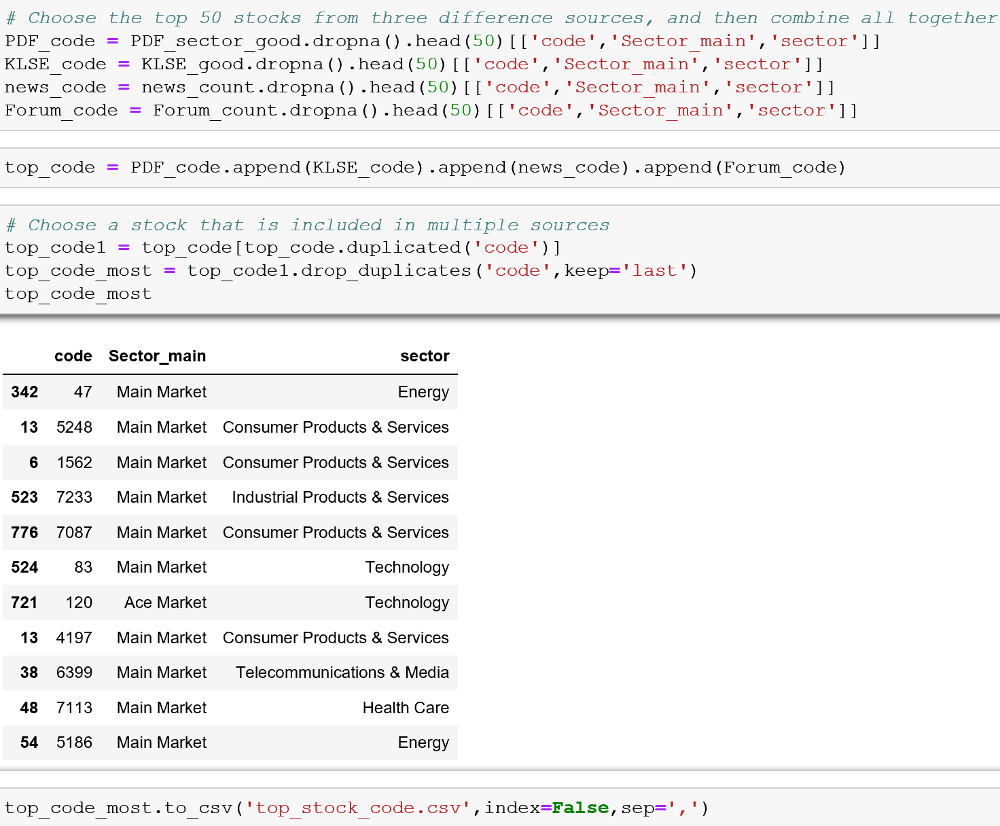 # Choose the top 50 stocks from three difference sources, and then combine all together
PDF_code = PDF_sector_good.dropna().head(50)[['code','Sector_main','sector']]
KLSE_code = KLSE_good.dropna().head(50)[['code','Sector_main','sector']]
news_code = news_count.dropna().head(50)[['code','Sector_main','sector']]
Forum_code = Forum_count.dropna().head(50)[['code','Sector_main','sector']]
top_code = PDF_code.append(KLSE_code).append(news_code).append(Forum_code)
# Choose a stock that is included in multiple sources
top_code1 = top_code[top_code.duplicated('code')]
top_code_most = top_code1.drop_duplicates('code',keep='last')
top_code_most
code Sector_main sector
342 47 Main Market Energy
13 5248 Main Market Consumer Products & Services
6 1562 Main Market Consumer Products & Services
523 7233 Main Market Industrial Products & Services
776 7087 Main Market Consumer Products & Services
524 83 Main Market Technology
721 120 Ace Market Technology
13 4197 Main Market Consumer Products & Services
38 6399 Main Market Telecommunications & Media
48 7113 Main Market Health Care
54 5186 Main Market Energy
top_code_most.to_csv('top_stock_code.csv',index=False,sep=',')